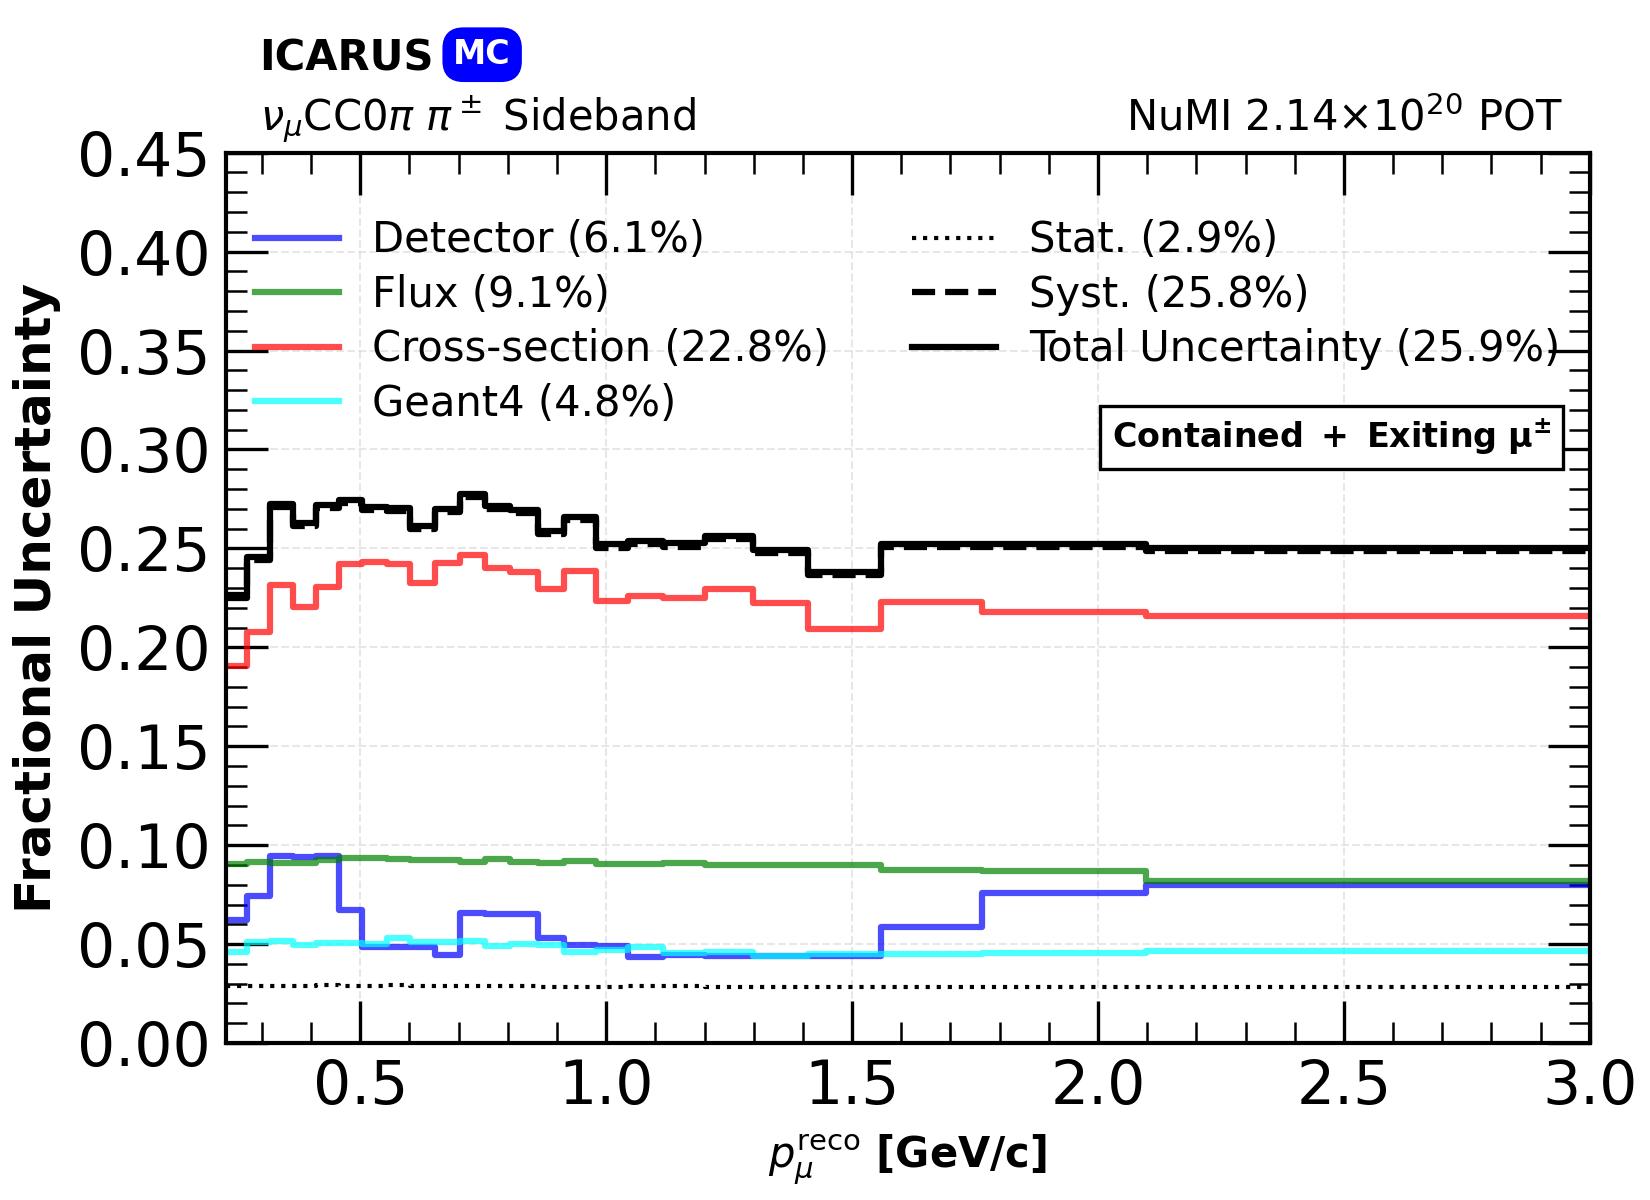 ICARUS MC
νμCC0π π± Sideband
NuMI 2.14×10²⁰ POT
Detector (6.1%)
Flux (9.1%)
Cross-section (22.8%)
Geant4 (4.8%)
Stat. (2.9%)
Syst. (25.8%)
Total Uncertainty (25.9%)
Contained + Exiting μ±
Fractional Uncertainty
0.45
0.40
0.35
0.30
0.25
0.20
0.15
0.10
0.05
0.00
0.5 1.0 1.5 2.0 2.5 3.0
pμ^reco [GeV/c]